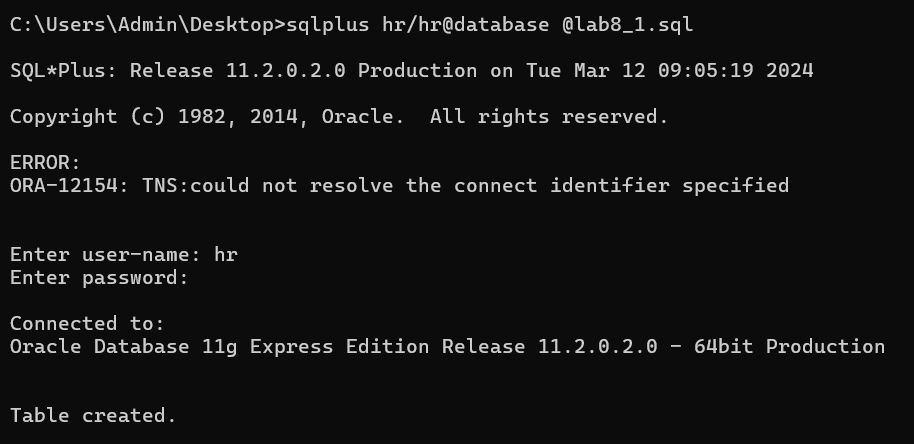 C:\Users\Admin\Desktop>sqlplus hr/hr@database @lab8_1.sql
SQL*Plus: Release 11.2.0.2.0 Production on Tue Mar 12 09:05:19 2024
Copyright (c) 1982, 2014, Oracle.  All rights reserved.
ERROR:
ORA-12154: TNS:could not resolve the connect identifier specified
Enter user-name: hr
Enter password:
Connected to:
Oracle Database 11g Express Edition Release 11.2.0.2.0 - 64bit Production
Table created.